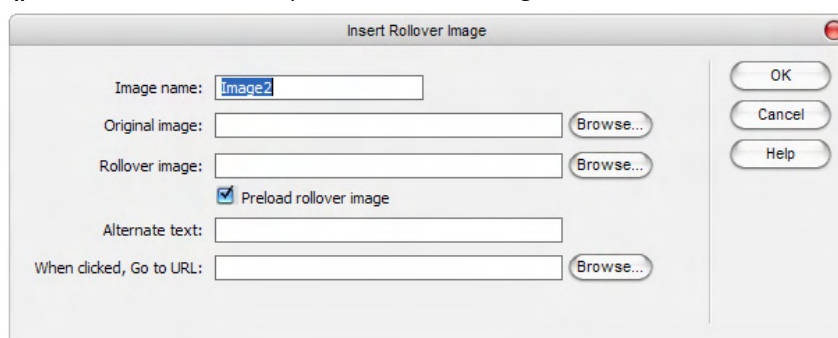 Insert Rollover Image
Image name: Image2
Original image: Browse...
Rollover image: Browse...
Preload rollover image
Alternate text:
When clicked, Go to URL: Browse...
OK
Cancel
Help